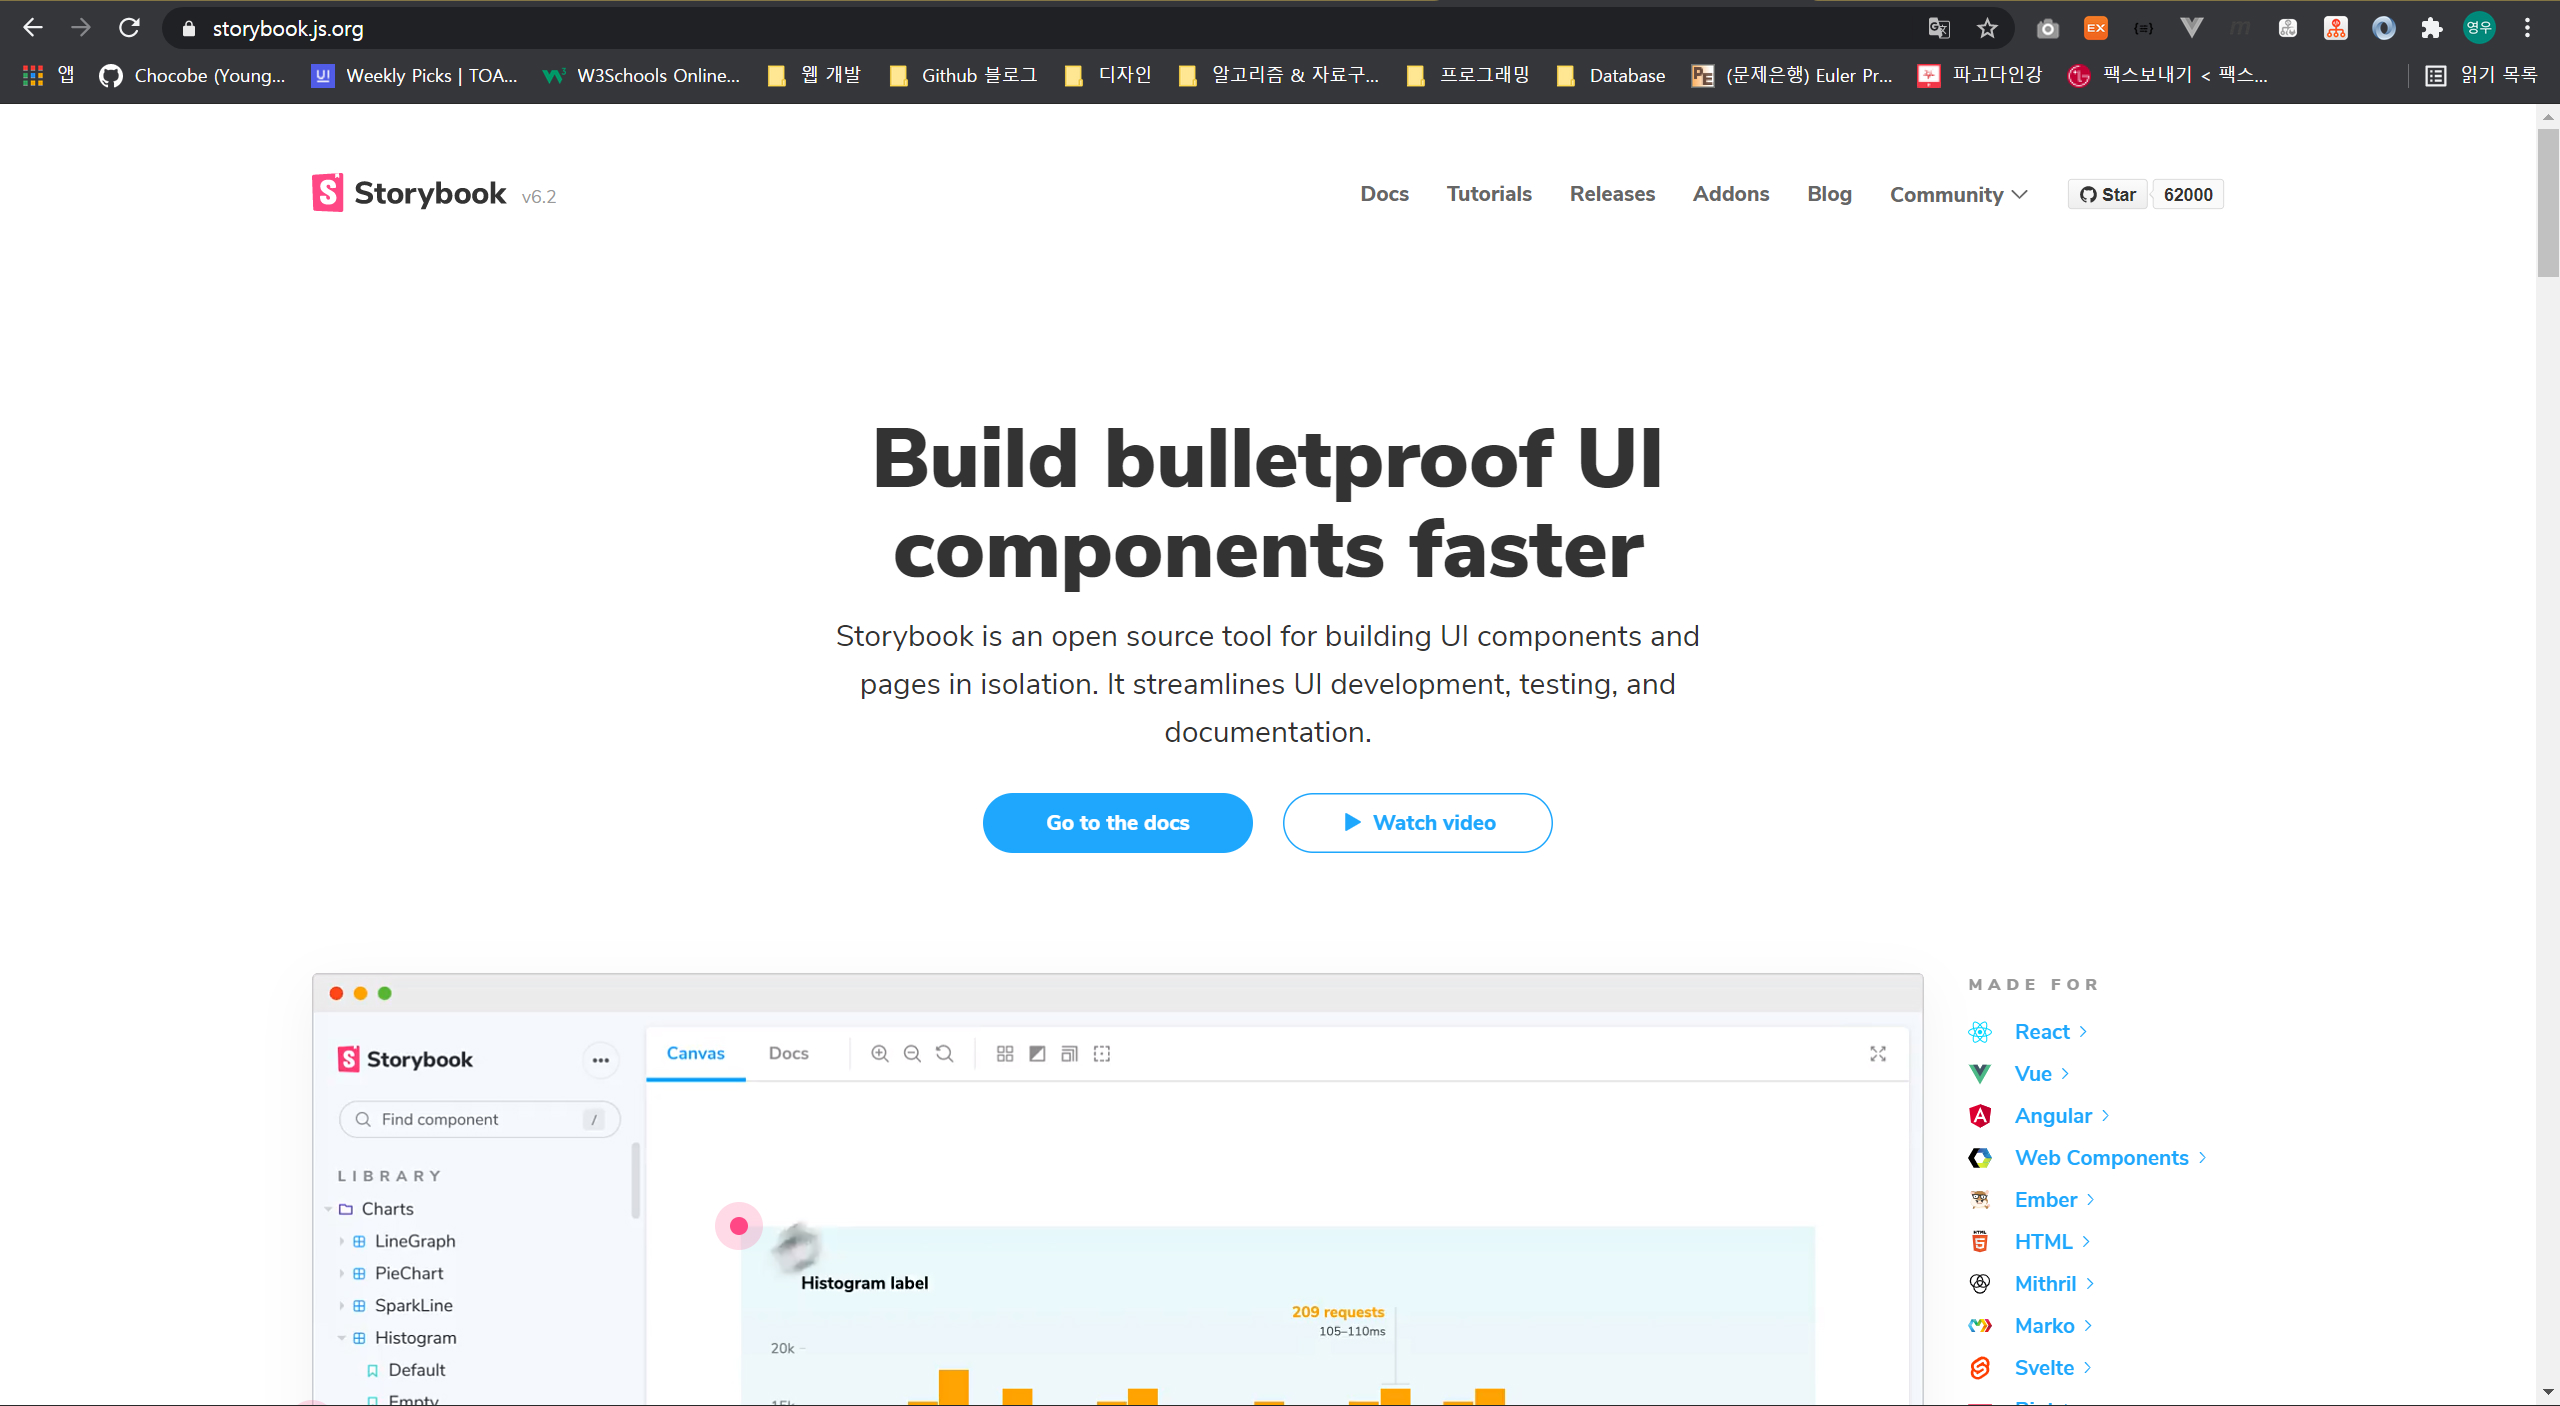 storybook.js.org
영우
앱
Chocobe (Young...
Weekly Picks | TOA...
W3Schools Online...
웹 개발
Github 블로그
디자인
알고리즘 & 자료구...
프로그래밍
Database
(문제은행) Euler Pr...
파고다인강
팩스보내기 < 팩스...
읽기 목록
Storybook v6.2
Docs
Tutorials
Releases
Addons
Blog
Community
Star
62000
Build bulletproof UI
components faster
Storybook is an open source tool for building UI components and
pages in isolation. It streamlines UI development, testing, and
documentation.
Go to the docs
Watch video
Storybook
Find component
/
LIBRARY
Charts
LineGraph
PieChart
SparkLine
Histogram
Default
Empty
Canvas
Docs
Histogram label
209 requests
105–110ms
20k
15k
MADE FOR
React
Vue
Angular
Web Components
Ember
HTML
Mithril
Marko
Svelte